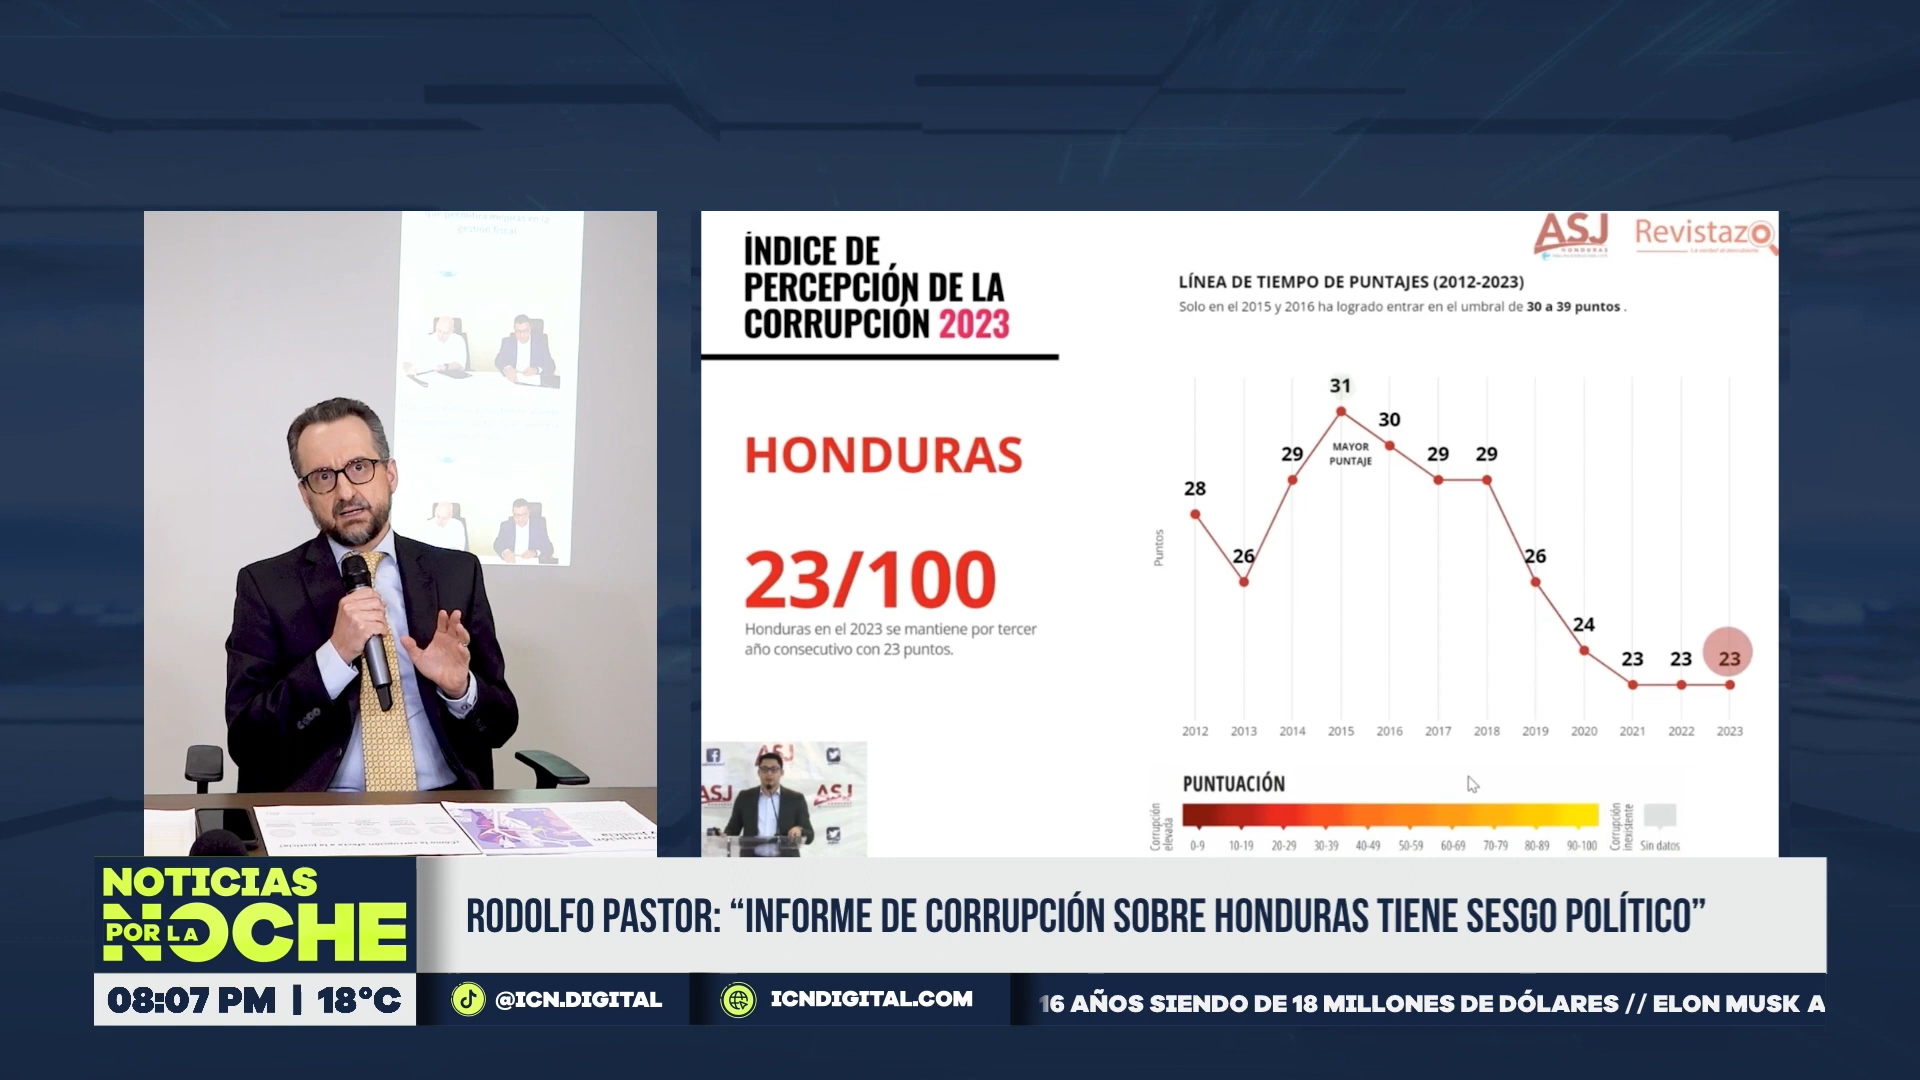 gestión fiscal
ÍNDICE DE
PERCEPCIÓN DE LA
CORRUPCIÓN 2023
HONDURAS
23/100
Honduras en el 2023 se mantiene por tercer
año consecutivo con 23 puntos.
ASJ
HONDURAS
Revistazo
LÍNEA DE TIEMPO DE PUNTAJES (2012-2023)
Solo en el 2015 y 2016 ha logrado entrar en el umbral de 30 a 39 puntos .
Puntos
28
26
29
31
MAYOR
PUNTAJE
30
29
29
26
24
23
23
23
2012 2013 2014 2015 2016 2017 2018 2019 2020 2021 2022 2023
PUNTUACIÓN
Corrupción
elevada
0-9 10-19 20-29 30-39 40-49 50-59 60-69 70-79 80-89 90-100
Corrupción
inexistente
Sin datos
ASJ
ASJ
ASJ
NOTICIAS
POR LA
NOCHE
RODOLFO PASTOR: “INFORME DE CORRUPCIÓN SOBRE HONDURAS TIENE SESGO POLÍTICO”
08:07 PM | 18°C
@ICN.DIGITAL
ICNDIGITAL.COM
16 AÑOS SIENDO DE 18 MILLONES DE DÓLARES // ELON MUSK A